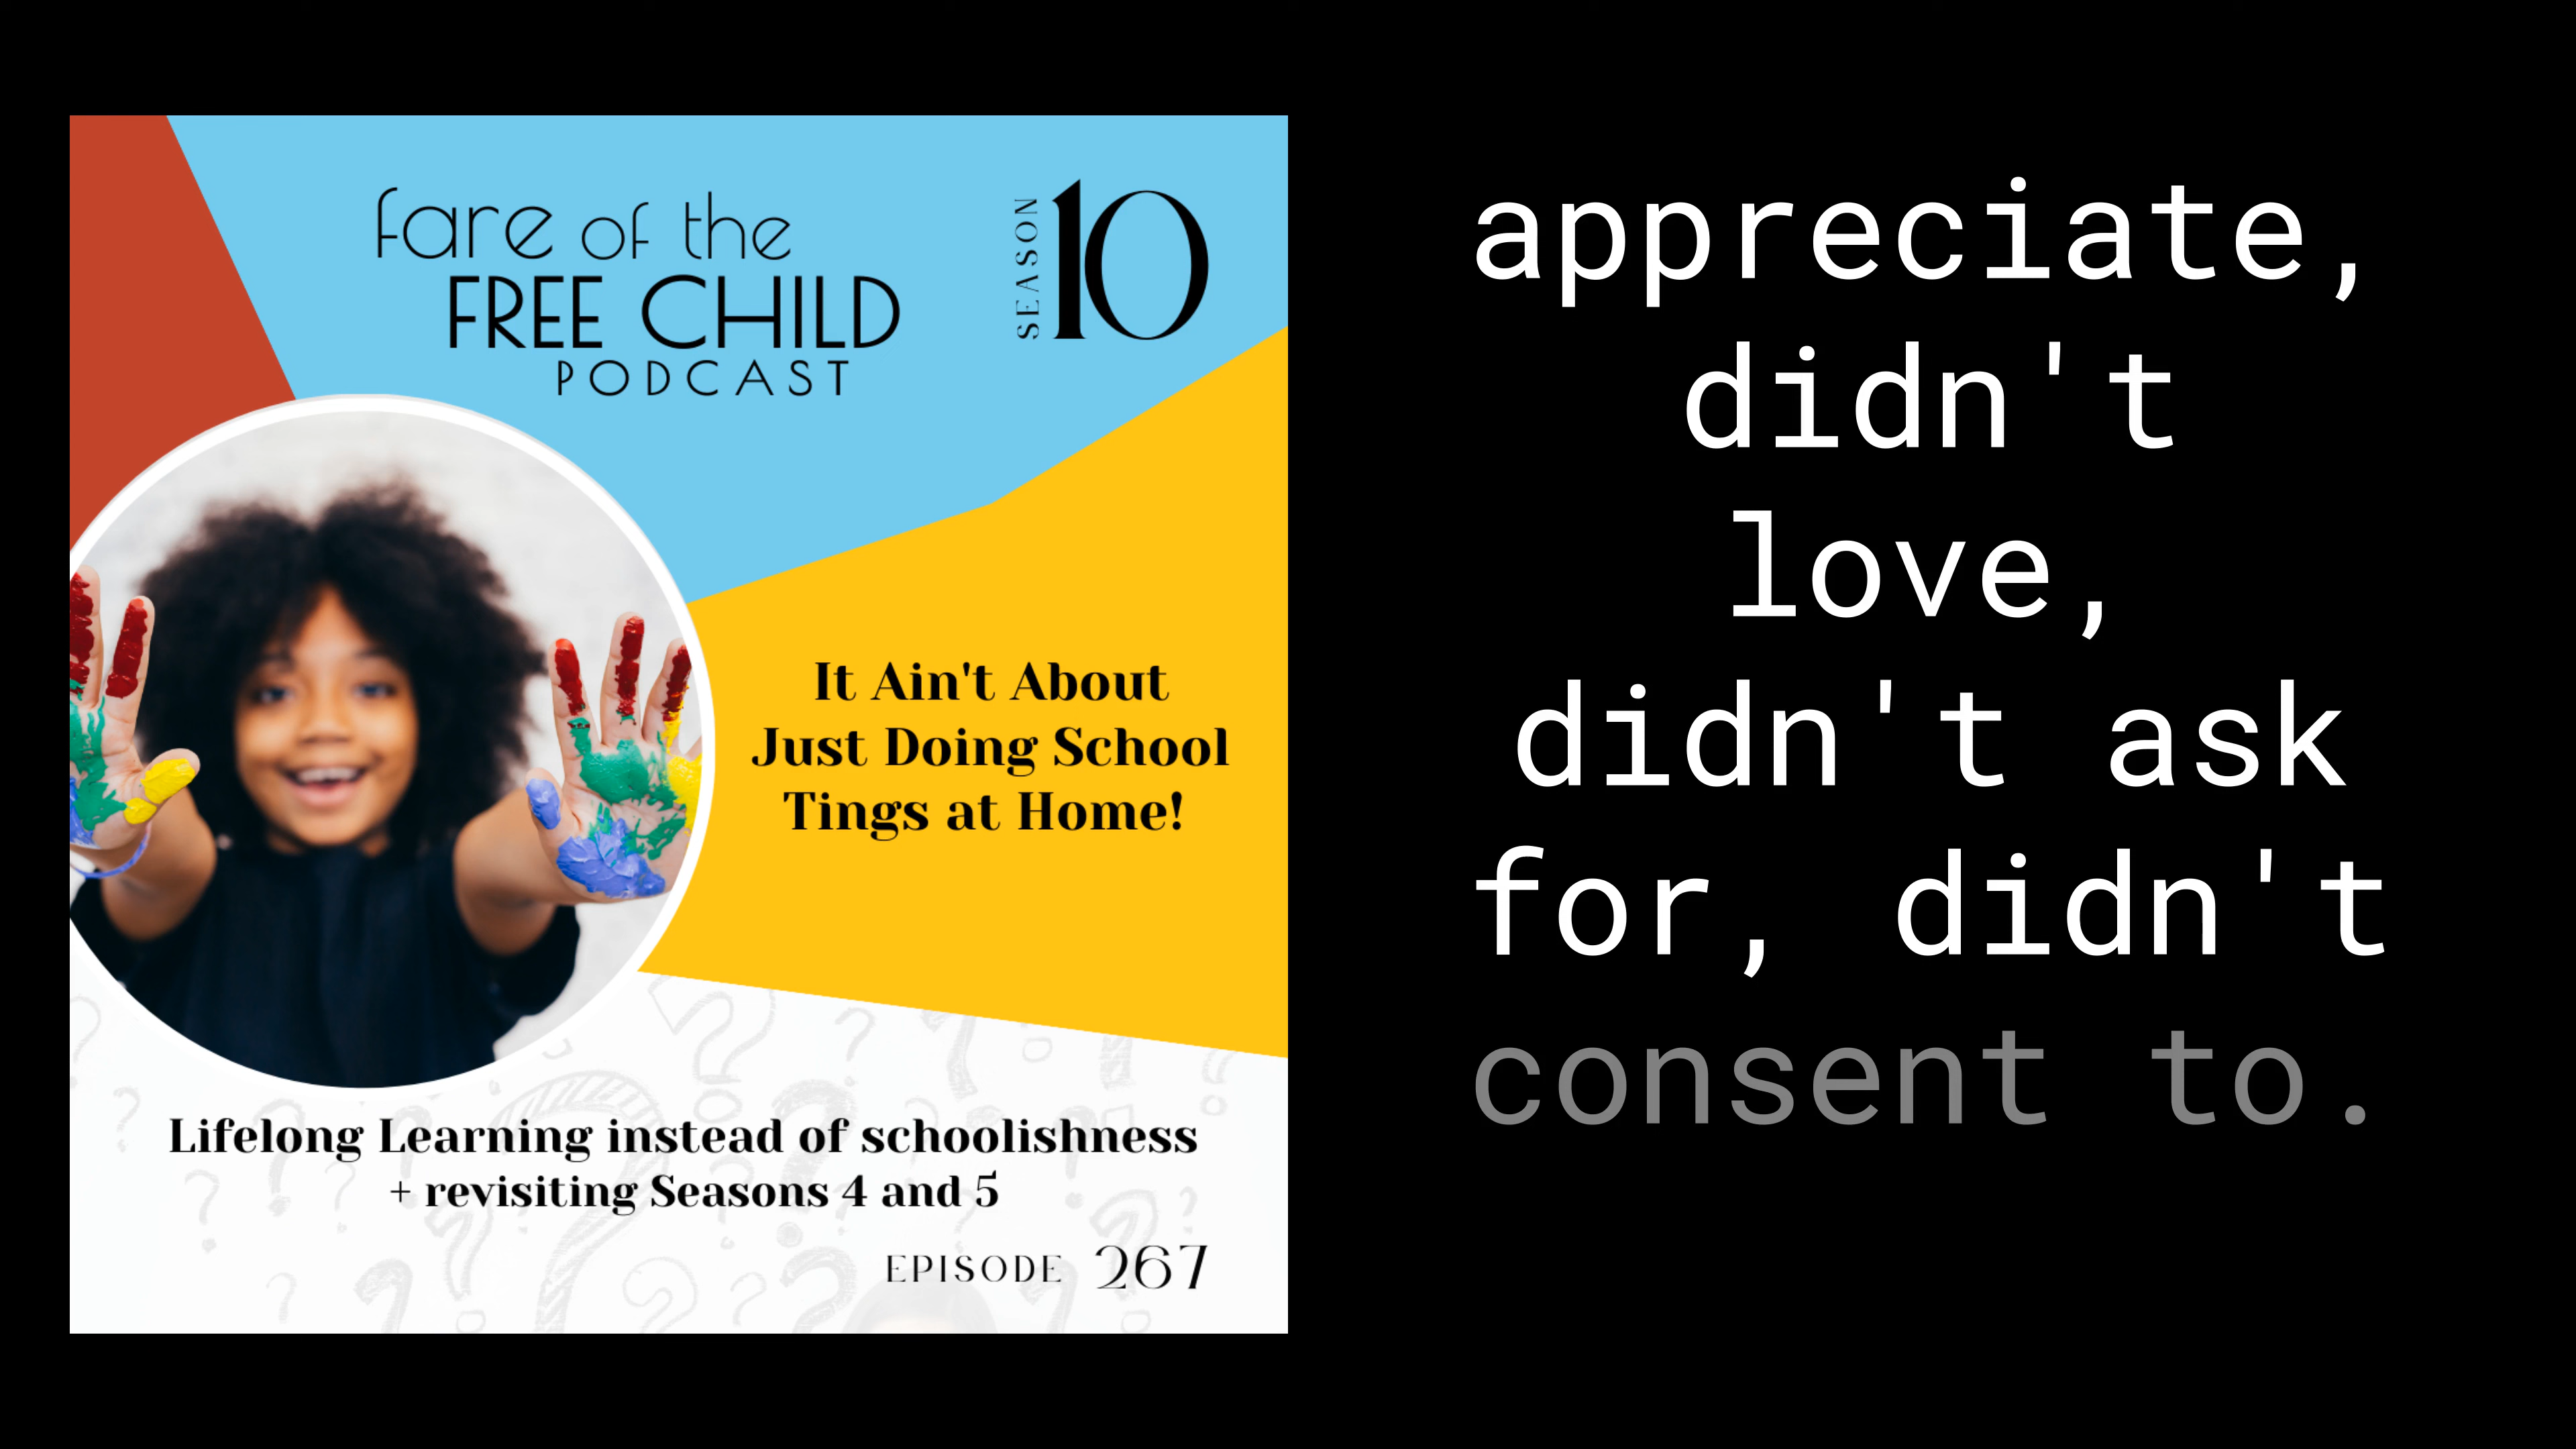 fare of the
FREE CHILD
PODCAST
SEASON 10
It Ain't About
Just Doing School
Tings at Home!
Lifelong Learning instead of schoolishness
+ revisiting Seasons 4 and 5
EPISODE 267
appreciate,
didn't
love,
didn't ask
for, didn't
consent to.